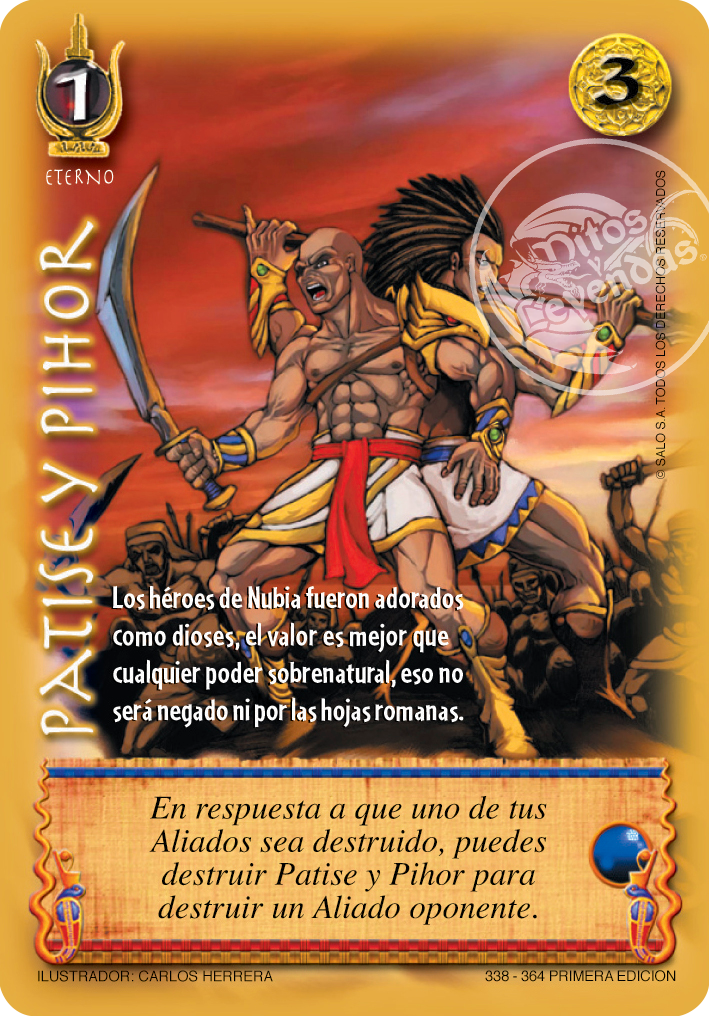 1
3
ETERNO
PATISE Y PIHOR
Mitos
y
Leyendas
© SALO S.A. TODOS LOS DERECHOS RESERVADOS
Los héroes de Nubia fueron adorados
como dioses, el valor es mejor que
cualquier poder sobrenatural, eso no
será negado ni por las hojas romanas.
En respuesta a que uno de tus
Aliados sea destruido, puedes
destruir Patise y Pihor para
destruir un Aliado oponente.
ILUSTRADOR: CARLOS HERRERA
338 - 364 PRIMERA EDICION